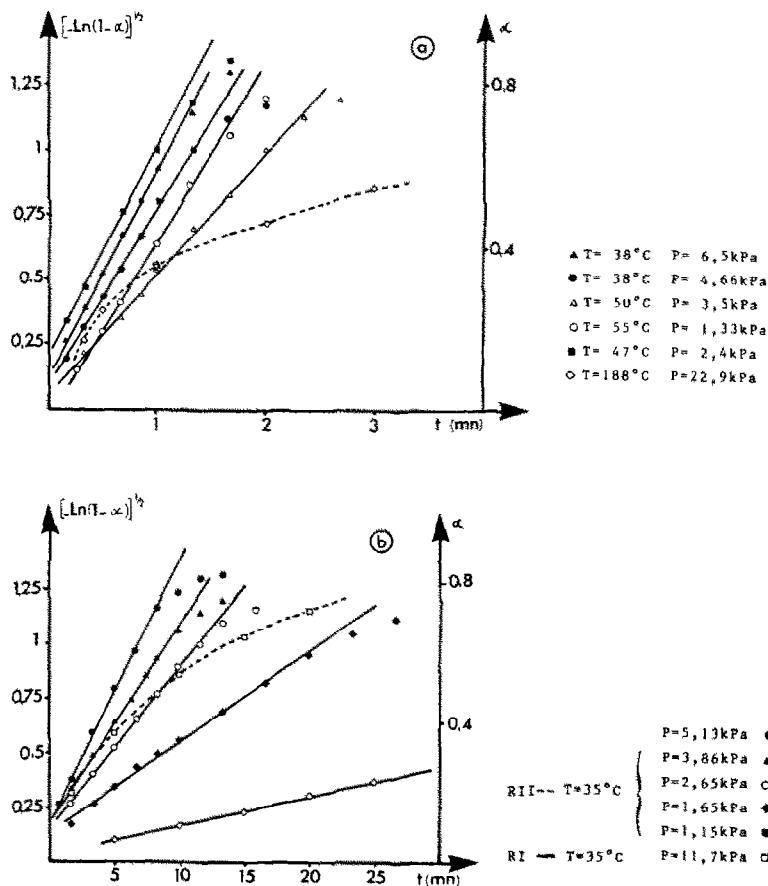 [-Ln(1-α)]^½
ⓐ
α
1,25
1
0,75
0,5
0,25
0,8
0,4
1
2
3
t (mn)
▲ T= 38°C P= 6,5kPa
● T= 38°C P= 4,66kPa
△ T= 50°C P= 3,5kPa
○ T= 55°C P= 1,33kPa
■ T= 47°C P= 2,4kPa
◇ T=188°C P=22,9kPa
[-Ln(1-α)]^½
ⓑ
α
1,25
1
0,75
0,5
0,25
0,8
0,4
5
10
15
20
25
t(mn)
P=5,13kPa
P=3,86kPa ▲
RII-- T=35°C
P=2,65kPa
P=1,65kPa
P=1,15kPa
RI — T=35°C P=11,7kPa